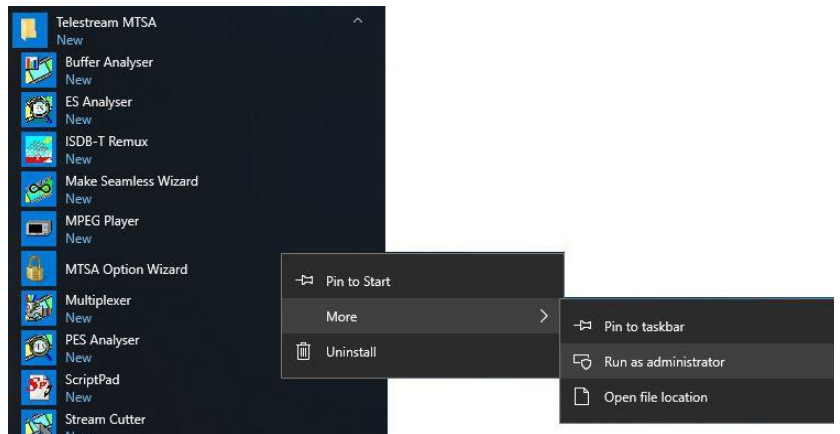 Telestream MTSA
New
Buffer Analyser
New
ES Analyser
New
ISDB-T Remux
New
Make Seamless Wizard
New
MPEG Player
New
MTSA Option Wizard
Multiplexer
New
PES Analyser
New
ScriptPad
New
Stream Cutter
Pin to Start
More
Uninstall
Pin to taskbar
Run as administrator
Open file location